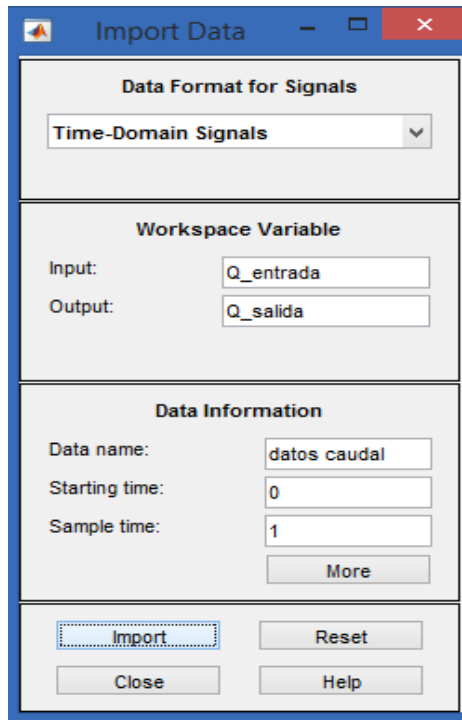 Import Data
Data Format for Signals
Time-Domain Signals
Workspace Variable
Input: Q_entrada
Output: Q_salida
Data Information
Data name: datos caudal
Starting time: 0
Sample time: 1
More
Import Reset
Close Help